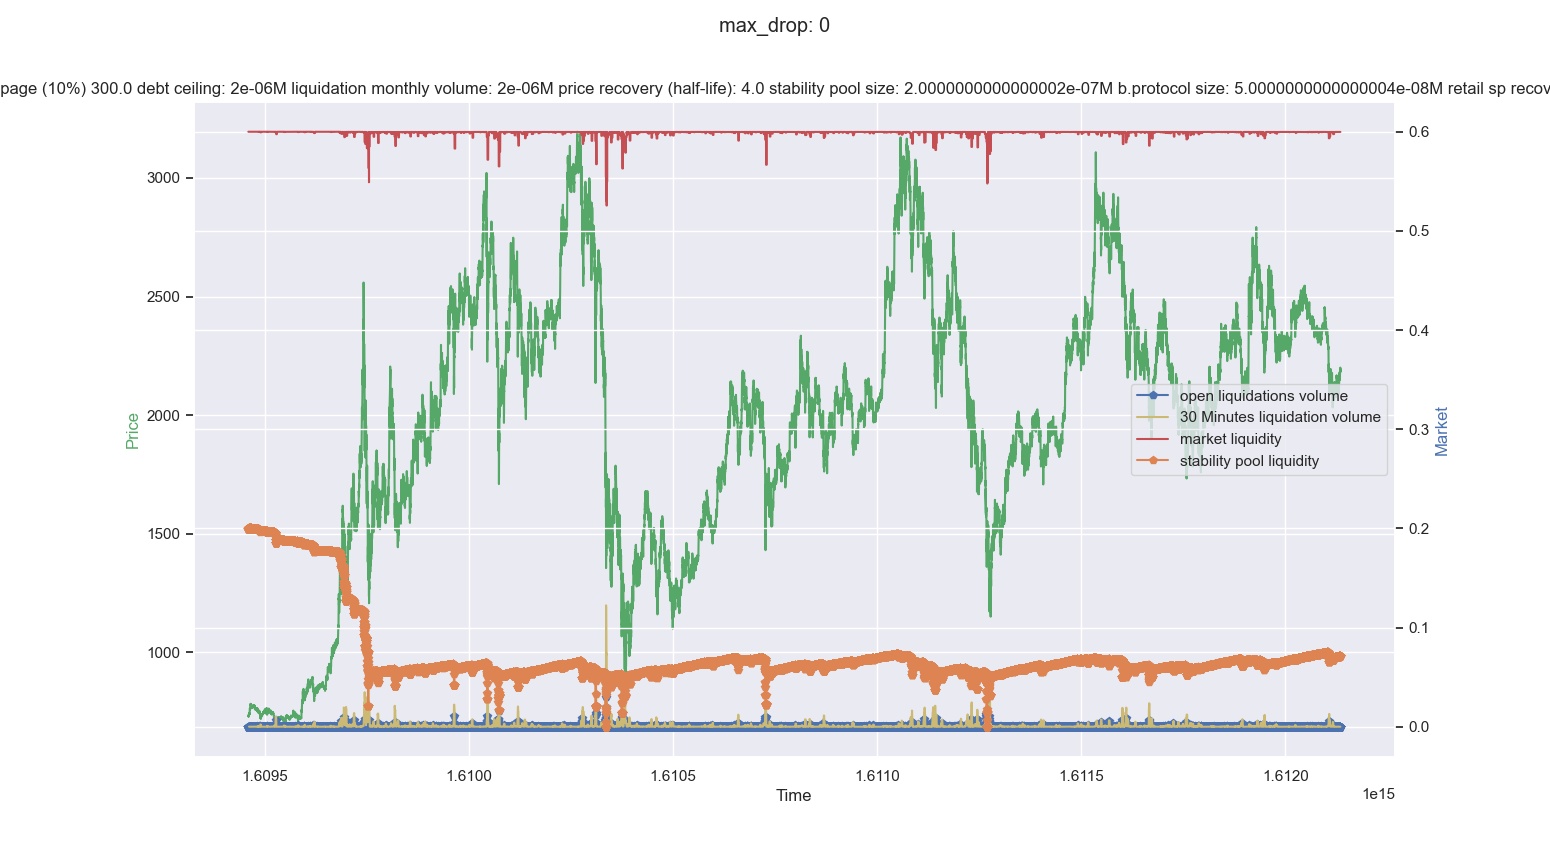 max_drop: 0
page (10%) 300.0 debt ceiling: 2e-06M liquidation monthly volume: 2e-06M price recovery (half-life): 4.0 stability pool size: 2.0000000000000002e-07M b.protocol size: 5.0000000000000004e-08M retail sp recov
3000
2500
2000
1500
1000
Price
0.6
0.5
0.4
0.3
0.2
0.1
0.0
Market
open liquidations volume
30 Minutes liquidation volume
market liquidity
stability pool liquidity
1.6095
1.6100
1.6105
1.6110
1.6115
1.6120
Time
1e15